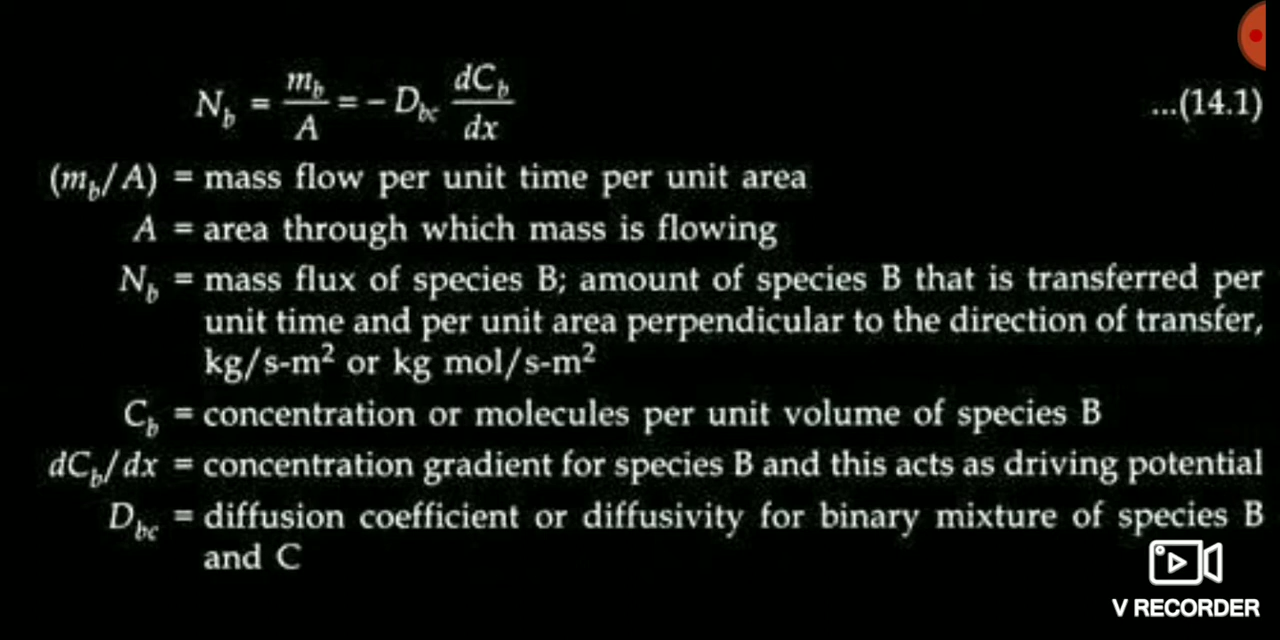 N_b = m_b/A = − D_bc dC_b/dx ...(14.1)
(m_b/A) = mass flow per unit time per unit area
A = area through which mass is flowing
N_b = mass flux of species B; amount of species B that is transferred per
unit time and per unit area perpendicular to the direction of transfer,
kg/s-m² or kg mol/s-m²
C_b = concentration or molecules per unit volume of species B
dC_b/dx = concentration gradient for species B and this acts as driving potential
D_bc = diffusion coefficient or diffusivity for binary mixture of species B
and C
V RECORDER